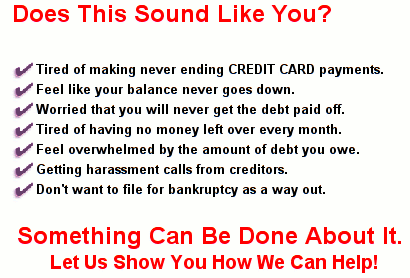 Does This Sound Like You?
Tired of making never ending CREDIT CARD payments.
Feel like your balance never goes down.
Worried that you will never get the debt paid off.
Tired of having no money left over every month.
Feel overwhelmed by the amount of debt you owe.
Getting harassment calls from creditors.
Don't want to file for bankruptcy as a way out.
Something Can Be Done About It.
Let Us Show You How We Can Help!